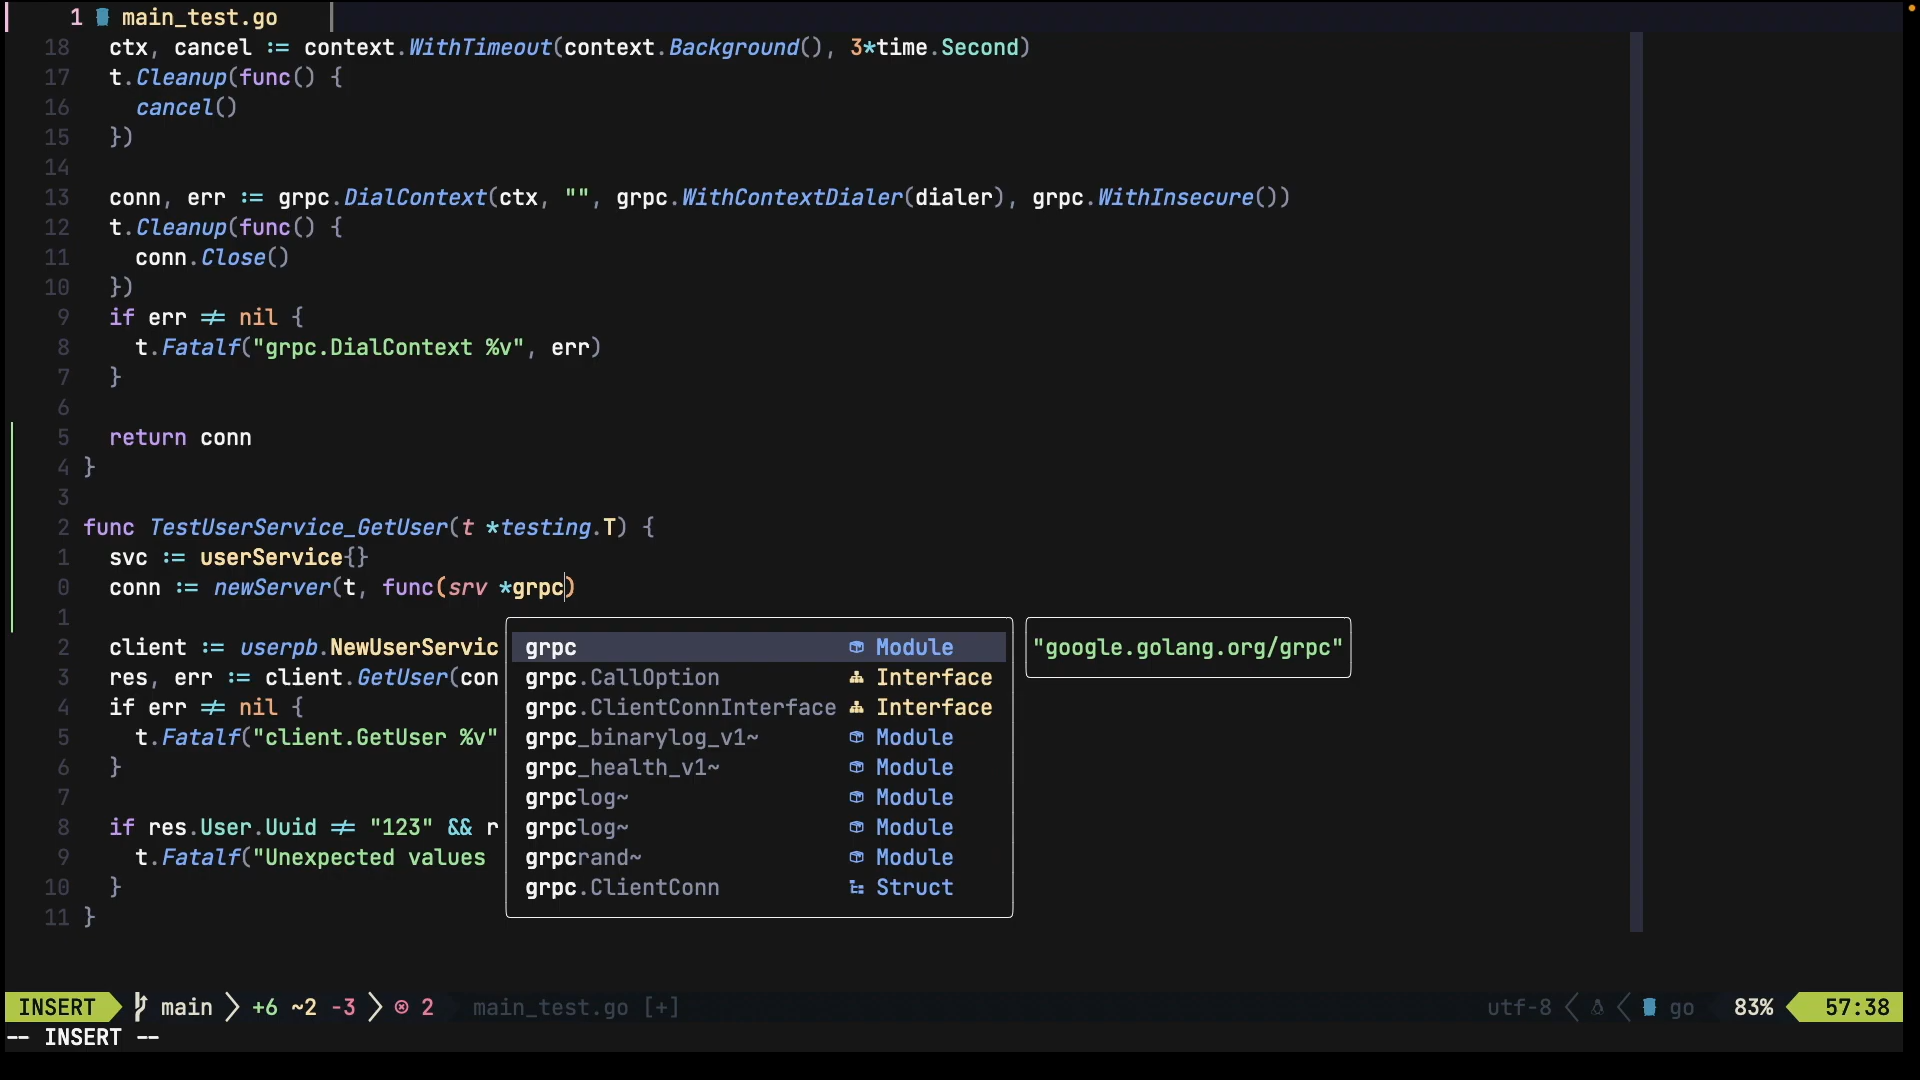 1 main_test.go
18 ctx, cancel := context.WithTimeout(context.Background(), 3*time.Second)
17 t.Cleanup(func() {
16 cancel()
15 })
14
13 conn, err := grpc.DialContext(ctx, "", grpc.WithContextDialer(dialer), grpc.WithInsecure())
12 t.Cleanup(func() {
11 conn.Close()
10 })
9 if err ≠ nil {
8 t.Fatalf("grpc.DialContext %v", err)
7 }
6
5 return conn
4 }
3
2 func TestUserService_GetUser(t *testing.T) {
1 svc := userService{}
0 conn := newServer(t, func(srv *grpc)
1
2 client := userpb.NewUserServic grpc Module "google.golang.org/grpc"
3 res, err := client.GetUser(con grpc.CallOption Interface
4 if err ≠ nil { grpc.ClientConnInterface Interface
5 t.Fatalf("client.GetUser %v" grpc_binarylog_v1~ Module
6 } grpc_health_v1~ Module
7 grpclog~ Module
8 if res.User.Uuid ≠ "123" && r grpclog~ Module
9 t.Fatalf("Unexpected values grpcrand~ Module
10 } grpc.ClientConn Struct
11 }
INSERT main +6 ~2 -3 2 main_test.go [+] utf-8 go 83% 57:38
-- INSERT --